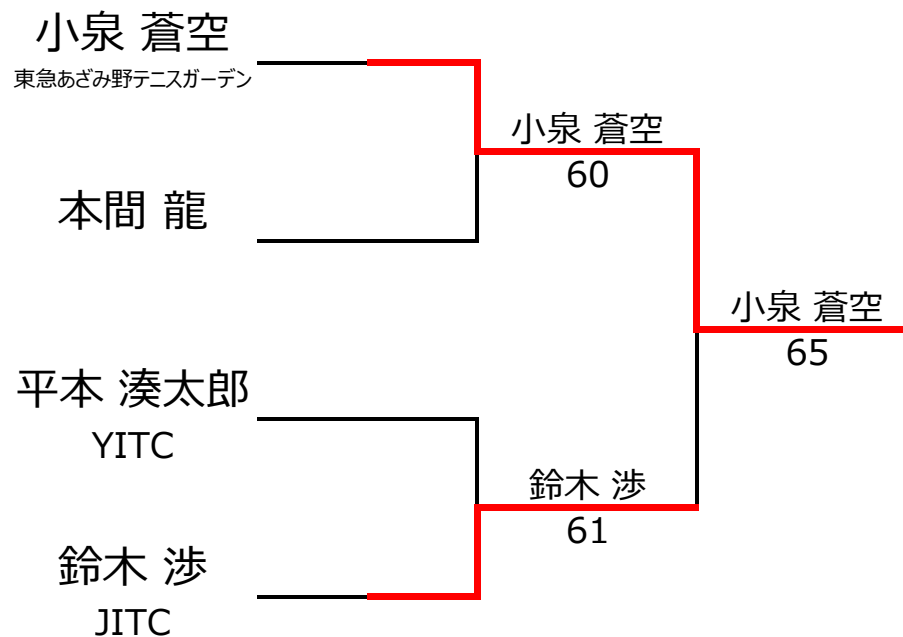 小泉 蒼空
東急あざみ野テニスガーデン
本間 龍
平本 湊太郎
YITC
鈴木 渉
JITC
小泉 蒼空
60
鈴木 渉
61
小泉 蒼空
65